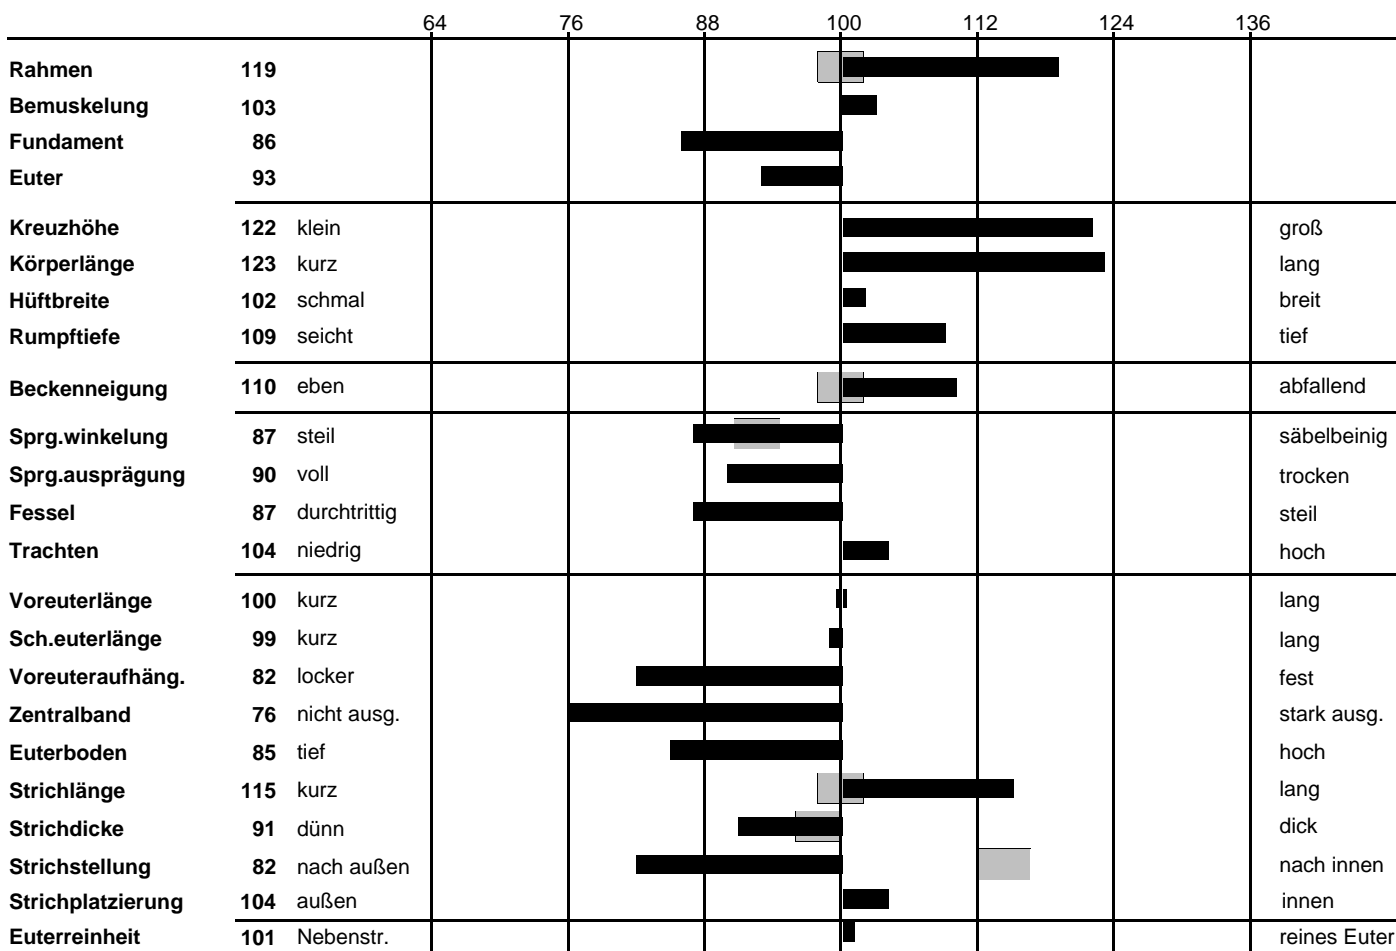 64 76 88 100 112 124 136
Rahmen 119
Bemuskelung 103
Fundament 86
Euter 93
Kreuzhöhe 122 klein groß
Körperlänge 123 kurz lang
Hüftbreite 102 schmal breit
Rumpftiefe 109 seicht tief
Beckenneigung 110 eben abfallend
Sprg.winkelung 87 steil säbelbeinig
Sprg.ausprägung 90 voll trocken
Fessel 87 durchtrittig steil
Trachten 104 niedrig hoch
Voreuterlänge 100 kurz lang
Sch.euterlänge 99 kurz lang
Voreuteraufhäng. 82 locker fest
Zentralband 76 nicht ausg. stark ausg.
Euterboden 85 tief hoch
Strichlänge 115 kurz lang
Strichdicke 91 dünn dick
Strichstellung 82 nach außen nach innen
Strichplatzierung 104 außen innen
Euterreinheit 101 Nebenstr. reines Euter